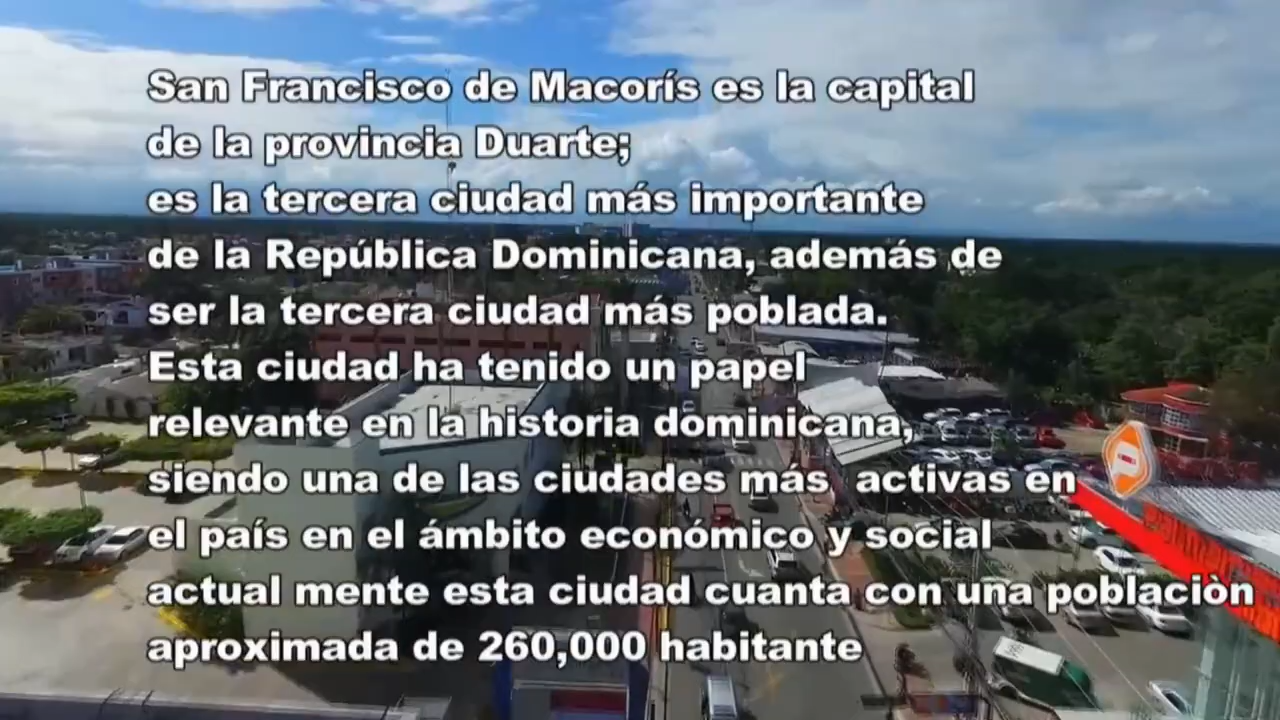 San Francisco de Macorís es la capital
de la provincia Duarte;
es la tercera ciudad más importante
de la República Dominicana, además de
ser la tercera ciudad más poblada.
Esta ciudad ha tenido un papel
relevante en la historia dominicana,
siendo una de las ciudades más  activas en
el país en el ámbito económico y social
actual mente esta ciudad cuanta con una poblaciòn
aproximada de 260,000 habitante